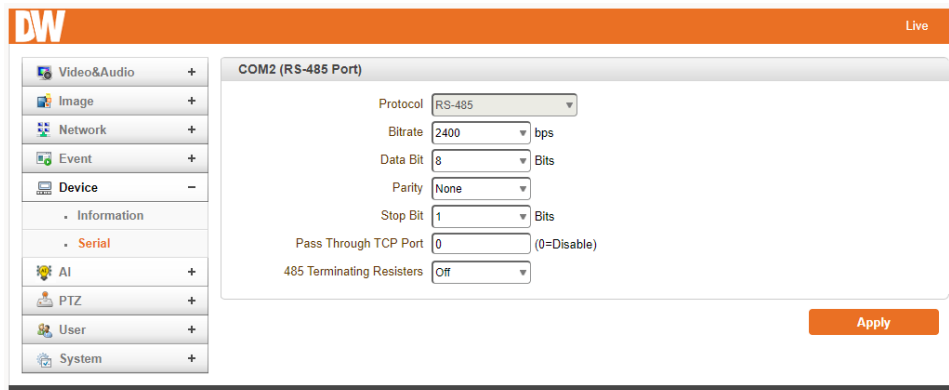 DW
Live
Video&Audio +
Image +
Network +
Event +
Device −
Information
Serial
AI +
PTZ +
User +
System +
COM2 (RS-485 Port)
Protocol RS-485
Bitrate 2400 bps
Data Bit 8 Bits
Parity None
Stop Bit 1 Bits
Pass Through TCP Port 0 (0=Disable)
485 Terminating Resisters Off
Apply